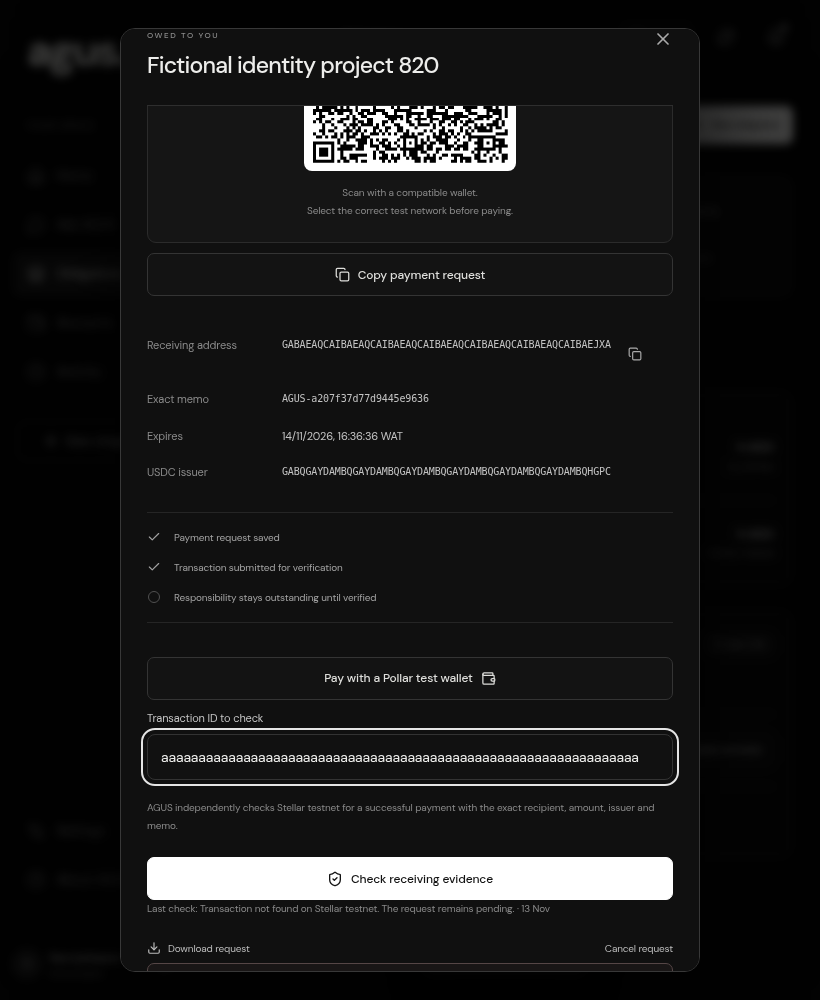 OWED TO YOU
Fictional identity project 820
Scan with a compatible wallet.
Select the correct test network before paying.
Copy payment request
Receiving address GABAEAQCAIBAEAQCAIBAEAQCAIBAEAQCAIBAEAQCAIBAEAQCAIBAEJXA
Exact memo AGUS-a207f37d77d9445e9636
Expires 14/11/2026, 16:36:36 WAT
USDC issuer GABQGAYDAMBQGAYDAMBQGAYDAMBQGAYDAMBQGAYDAMBQGAYDAMBQHGPC
Payment request saved
Transaction submitted for verification
Responsibility stays outstanding until verified
Pay with a Pollar test wallet
Transaction ID to check
aaaaaaaaaaaaaaaaaaaaaaaaaaaaaaaaaaaaaaaaaaaaaaaaaaaaaaaaaaaaaaaa
AGUS independently checks Stellar testnet for a successful payment with the exact recipient, amount, issuer and
memo.
Check receiving evidence
Last check: Transaction not found on Stellar testnet. The request remains pending. · 13 Nov
Download request Cancel request